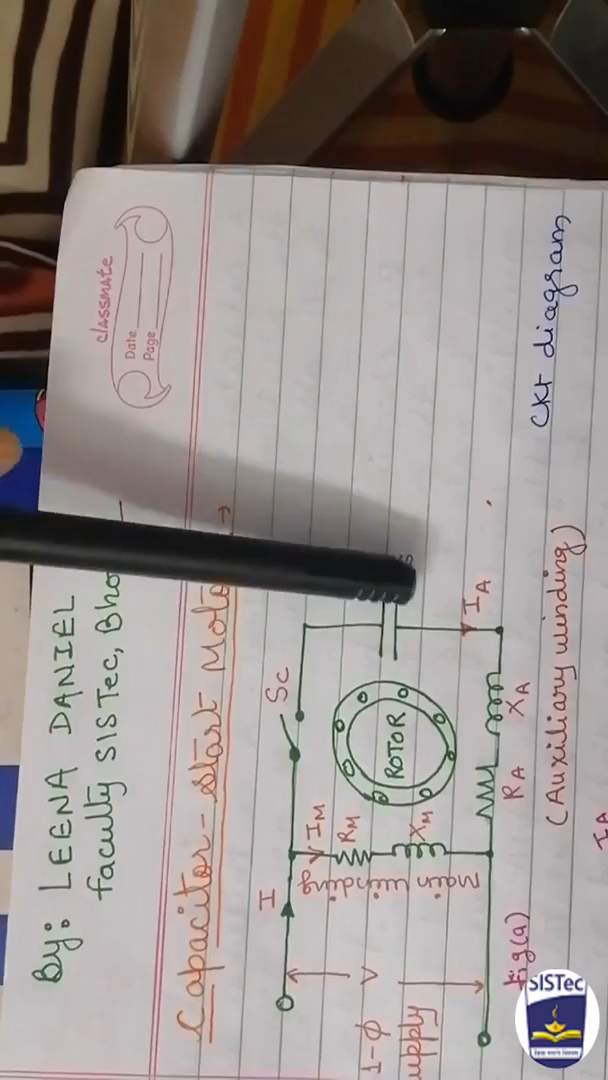 classmate
Date
Page
By: LEENA DANIEL
faculty SISTec, Bho
Capacitor-Start Moto →
I
Sc
IM
RM
XM
Main winding
ROTOR
1-Φ V
upply
IA
RA XA
(Auxiliary winding)
fig(a)
Ckt diagram
IA
SISTec